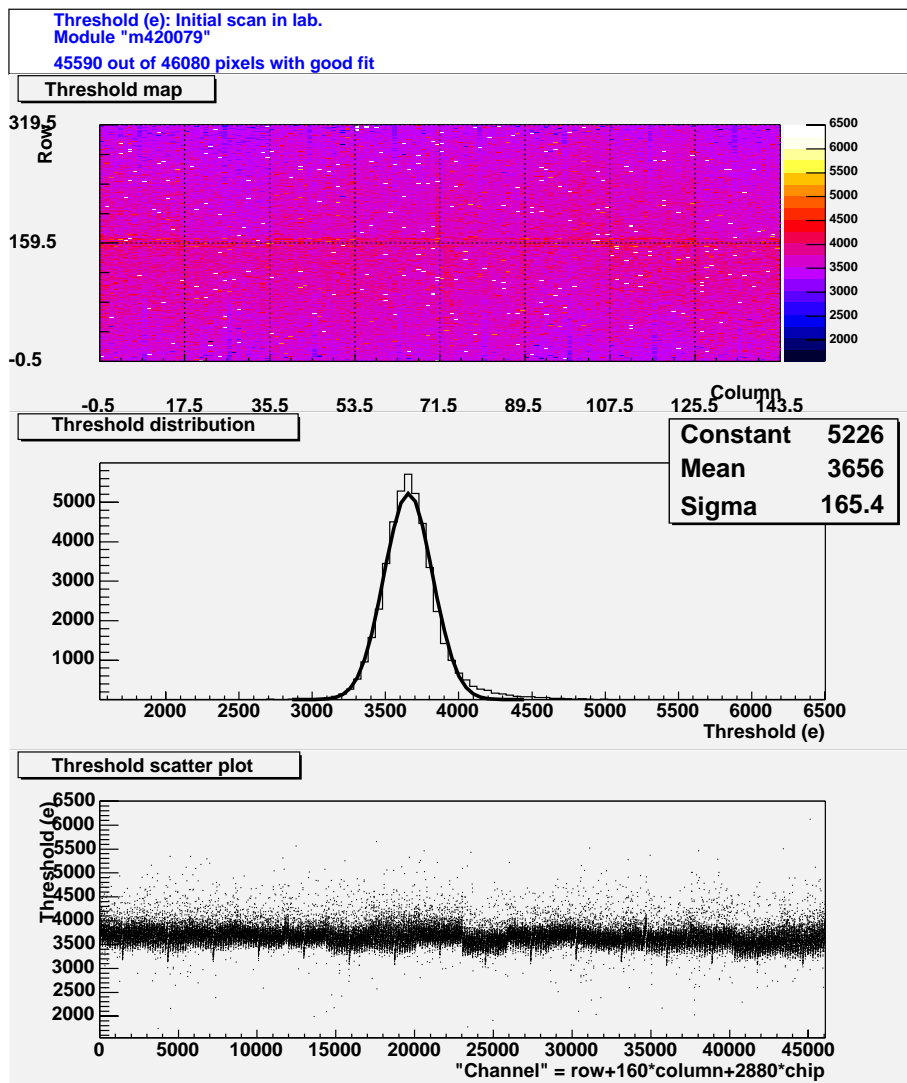 Threshold (e): Initial scan in lab.
Module "m420079"
45590 out of 46080 pixels with good fit
Threshold map
Row
319.5
159.5
-0.5
6500
6000
5500
5000
4500
4000
3500
3000
2500
2000
Column
-0.5 17.5 35.5 53.5 71.5 89.5 107.5 125.5 143.5
Threshold distribution
Constant 5226
Mean 3656
Sigma 165.4
5000
4000
3000
2000
1000
2000 2500 3000 3500 4000 4500 5000 5500 6000 6500
Threshold (e)
Threshold scatter plot
Threshold (e)
6500
6000
5500
5000
4500
4000
3500
3000
2500
2000
0 5000 10000 15000 20000 25000 30000 35000 40000 45000
"Channel" = row+160*column+2880*chip